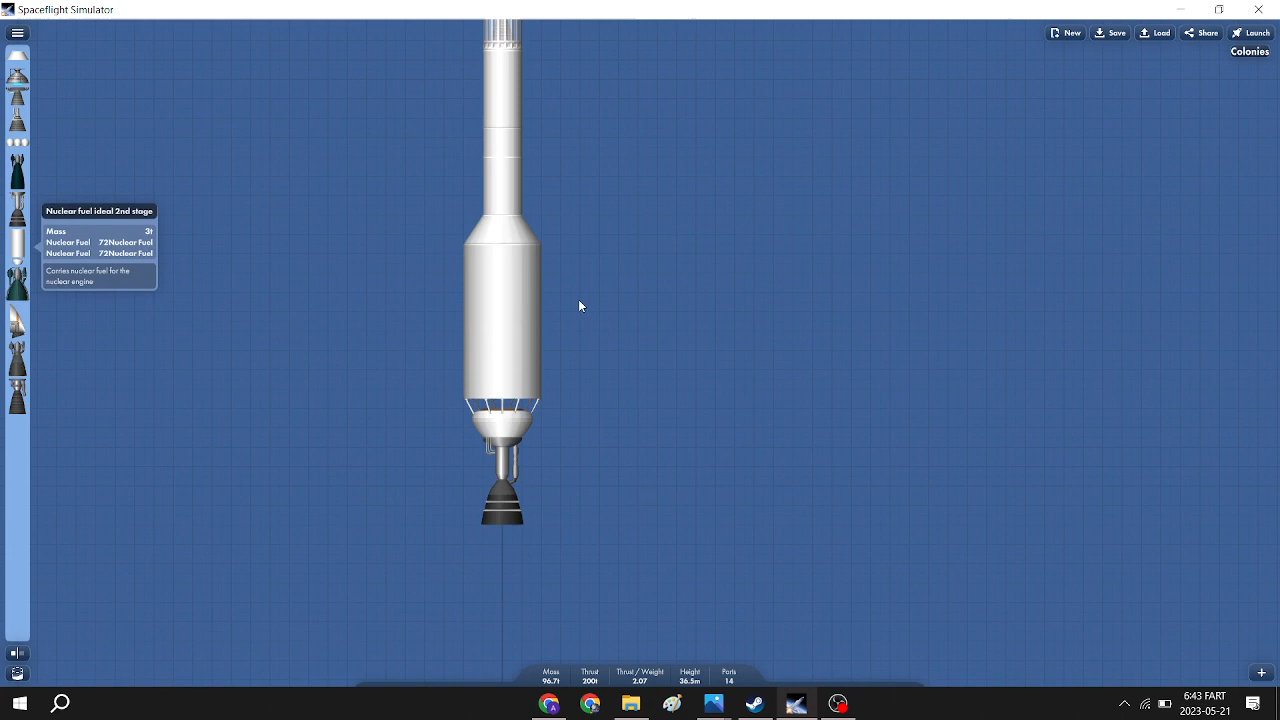 Spaceflight Simulator
New Save Load Share Launch
Colonies
Nuclear fuel ideal 2nd stage
Mass 3t
Nuclear Fuel 72Nuclear Fuel
Nuclear Fuel 72Nuclear Fuel
Carries nuclear fuel for the
nuclear engine
Mass Thrust Thrust / Weight Height Parts
96.7t 200t 2.07 36.5m 14
A
6:43 FART
2023-05-21